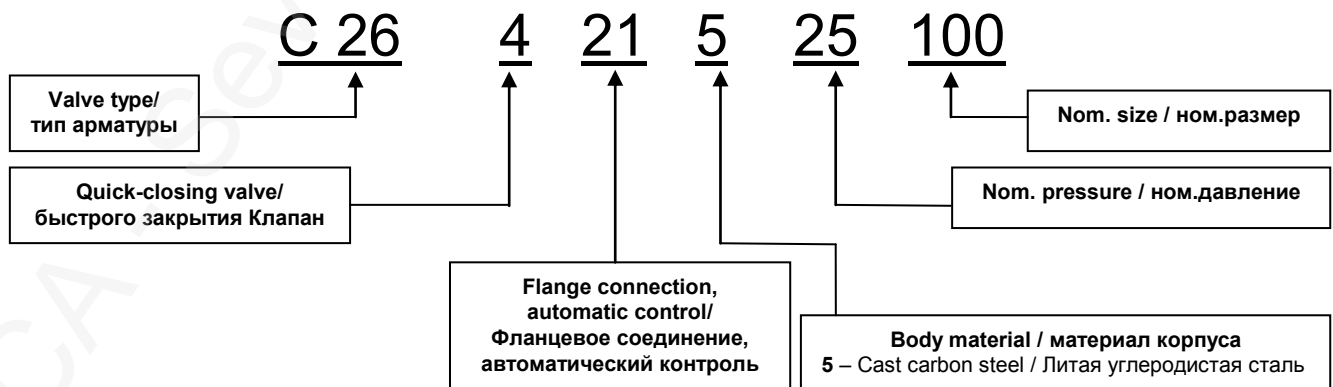 C 26 4 21 5 25 100
Valve type/
тип арматуры
Nom. size / ном.размер
Quick-closing valve/
быстрого закрытия Клапан
Nom. pressure / ном.давление
Flange connection,
automatic control/
Фланцевое соединение,
автоматический контроль
Body material / материал корпуса
5 – Cast carbon steel / Литая углеродистая сталь